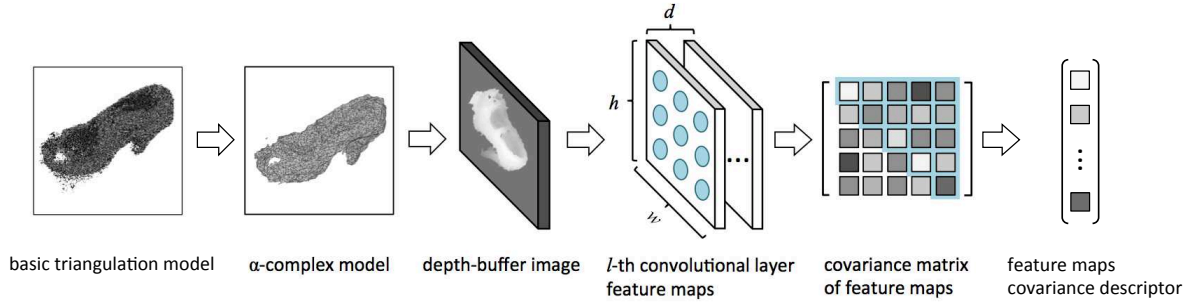 d
h
w
...
basic triangulation model
α-complex model
depth-buffer image
l-th convolutional layer
feature maps
covariance matrix
of feature maps
feature maps
covariance descriptor